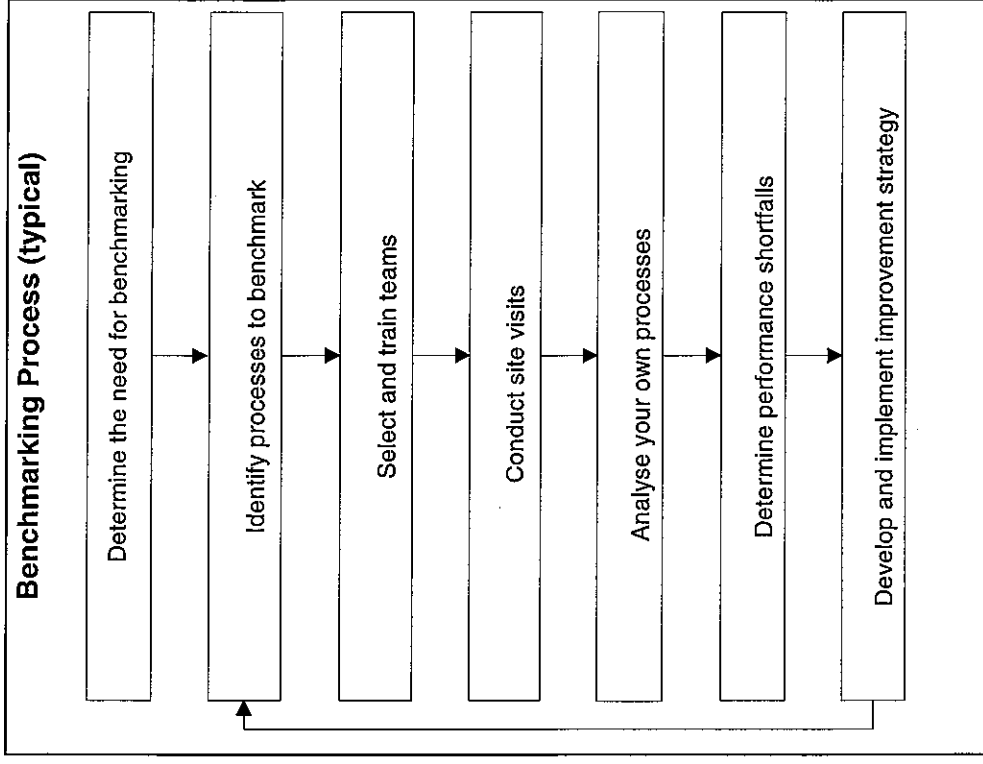 Benchmarking Process (typical)
Determine the need for benchmarking
Identify processes to benchmark
Select and train teams
Conduct site visits
Analyse your own processes
Determine performance shortfalls
Develop and implement improvement strategy